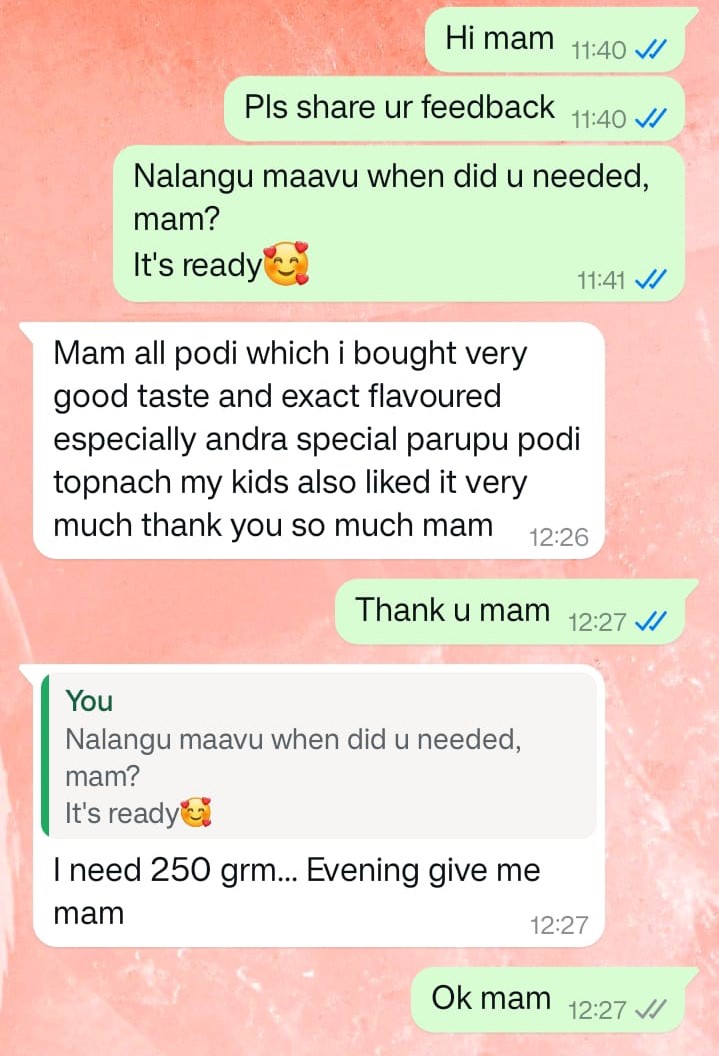 Hi mam 11:40
Pls share ur feedback 11:40
Nalangu maavu when did u needed,
mam?
It's ready🥰
11:41
Mam all podi which i bought very
good taste and exact flavoured
especially andra special parupu podi
topnach my kids also liked it very
much thank you so much mam 12:26
Thank u mam 12:27
You
Nalangu maavu when did u needed,
mam?
It's ready🥰
I need 250 grm... Evening give me
mam 12:27
Ok mam 12:27